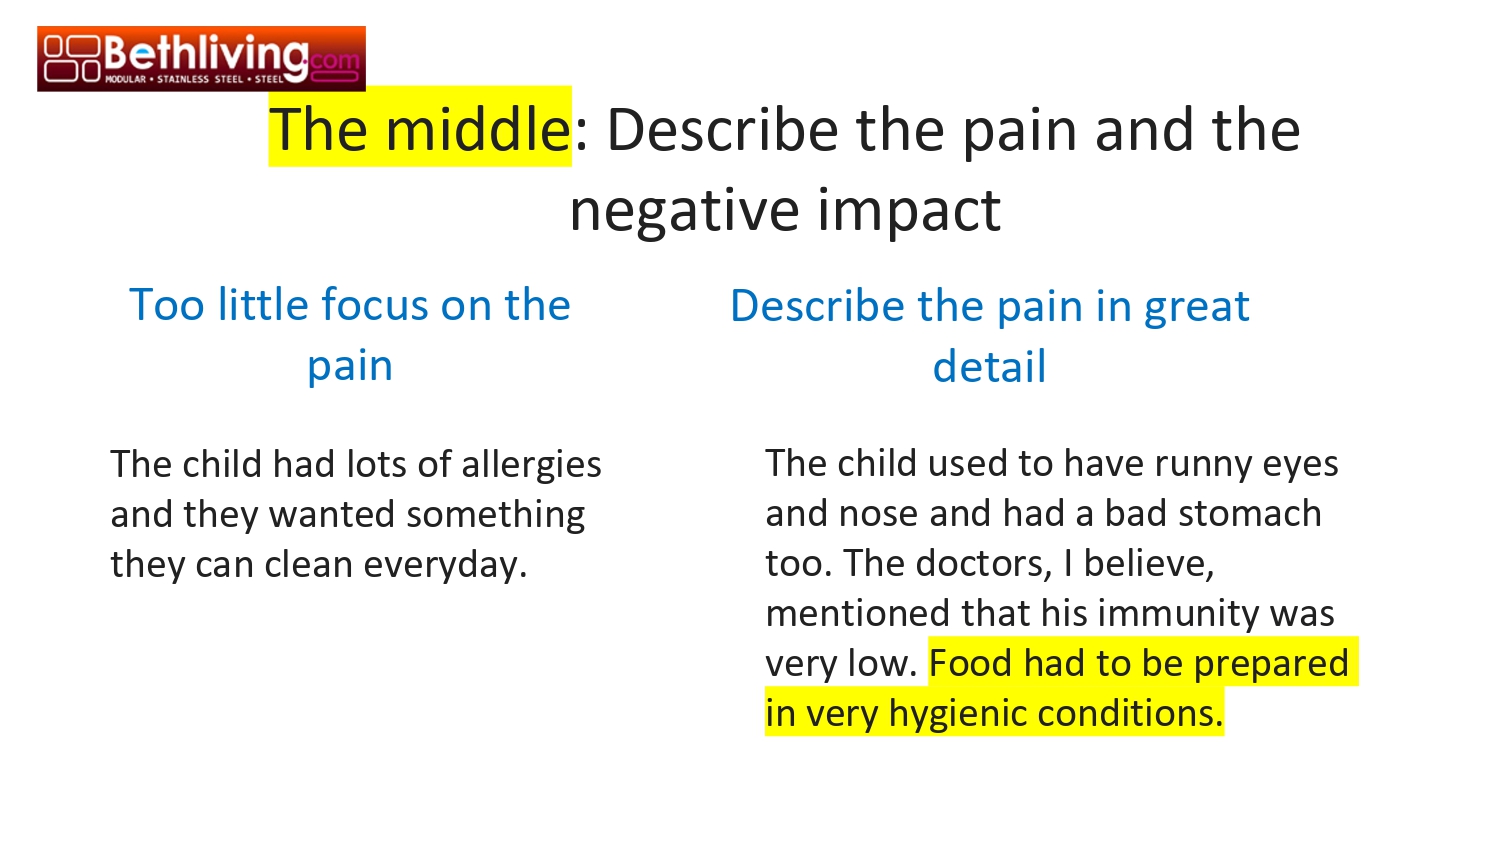 Bethliving.com
MODULAR • STAINLESS STEEL • STEEL
The middle: Describe the pain and the
negative impact
Too little focus on the
pain
The child had lots of allergies
and they wanted something
they can clean everyday.
Describe the pain in great
detail
The child used to have runny eyes
and nose and had a bad stomach
too. The doctors, I believe,
mentioned that his immunity was
very low. Food had to be prepared
in very hygienic conditions.